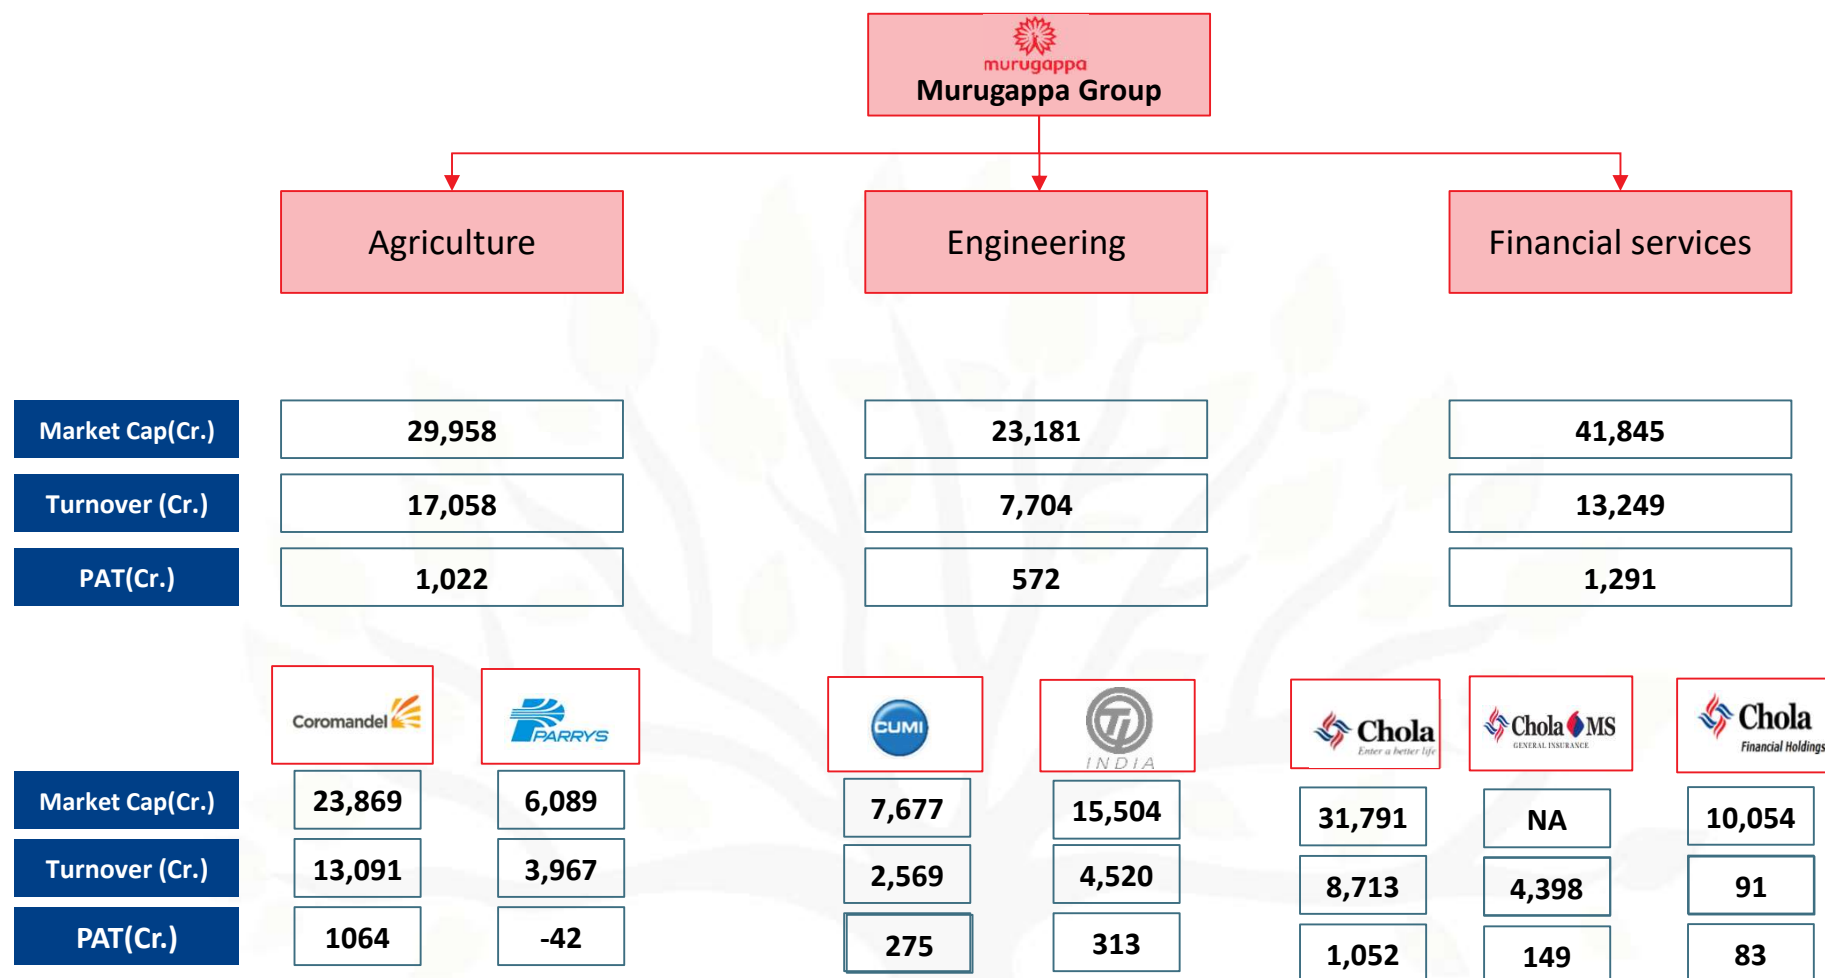 murugappa
Murugappa Group
Agriculture
Engineering
Financial services
Market Cap(Cr.)
29,958
23,181
41,845
Turnover (Cr.)
17,058
7,704
13,249
PAT(Cr.)
1,022
572
1,291
Coromandel
PARRYS
CUMI
TI
INDIA
Chola
Enter a better life
Chola MS
GENERAL INSURANCE
Chola
Financial Holdings
Market Cap(Cr.)
23,869
6,089
7,677
15,504
31,791
NA
10,054
Turnover (Cr.)
13,091
3,967
2,569
4,520
8,713
4,398
91
PAT(Cr.)
1064
-42
275
313
1,052
149
83